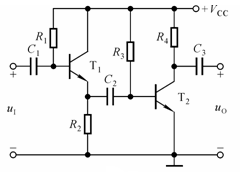 +V_CC
R₁
R₃
R₄
C₁
C₃
T₁
C₂
T₂
u_I
R₂
u_O